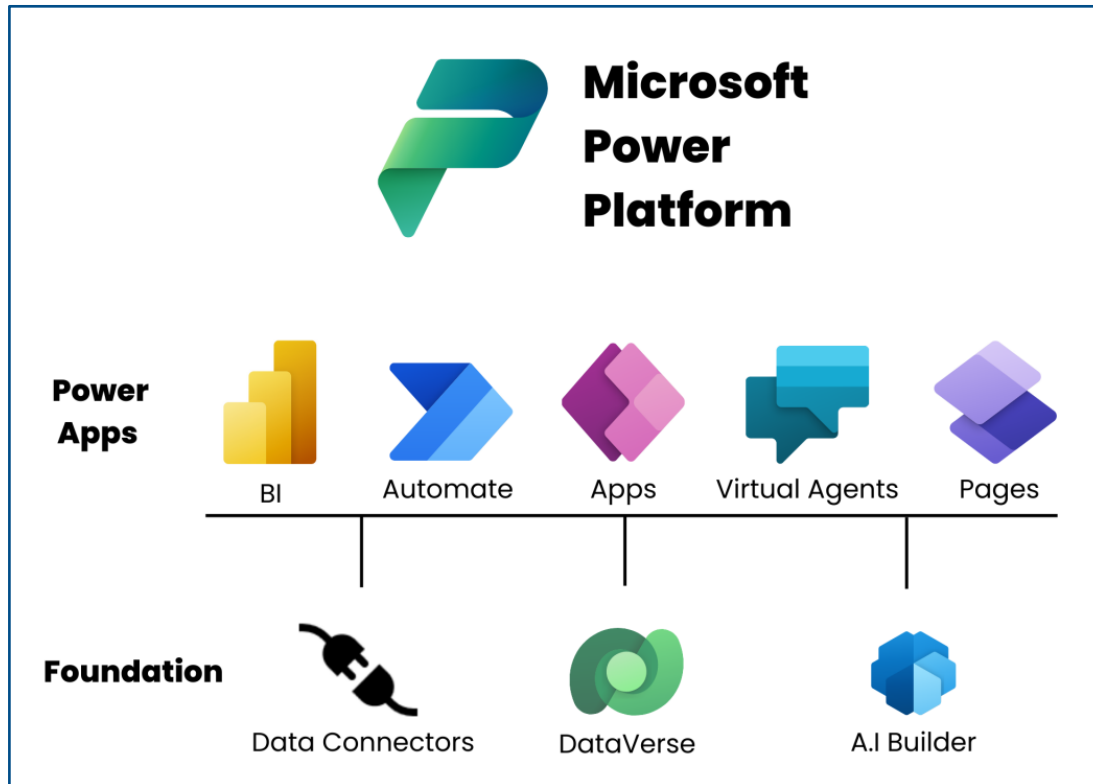 Microsoft
Power
Platform
Power
Apps
BI
Automate
Apps
Virtual Agents
Pages
Foundation
Data Connectors
DataVerse
A.I Builder